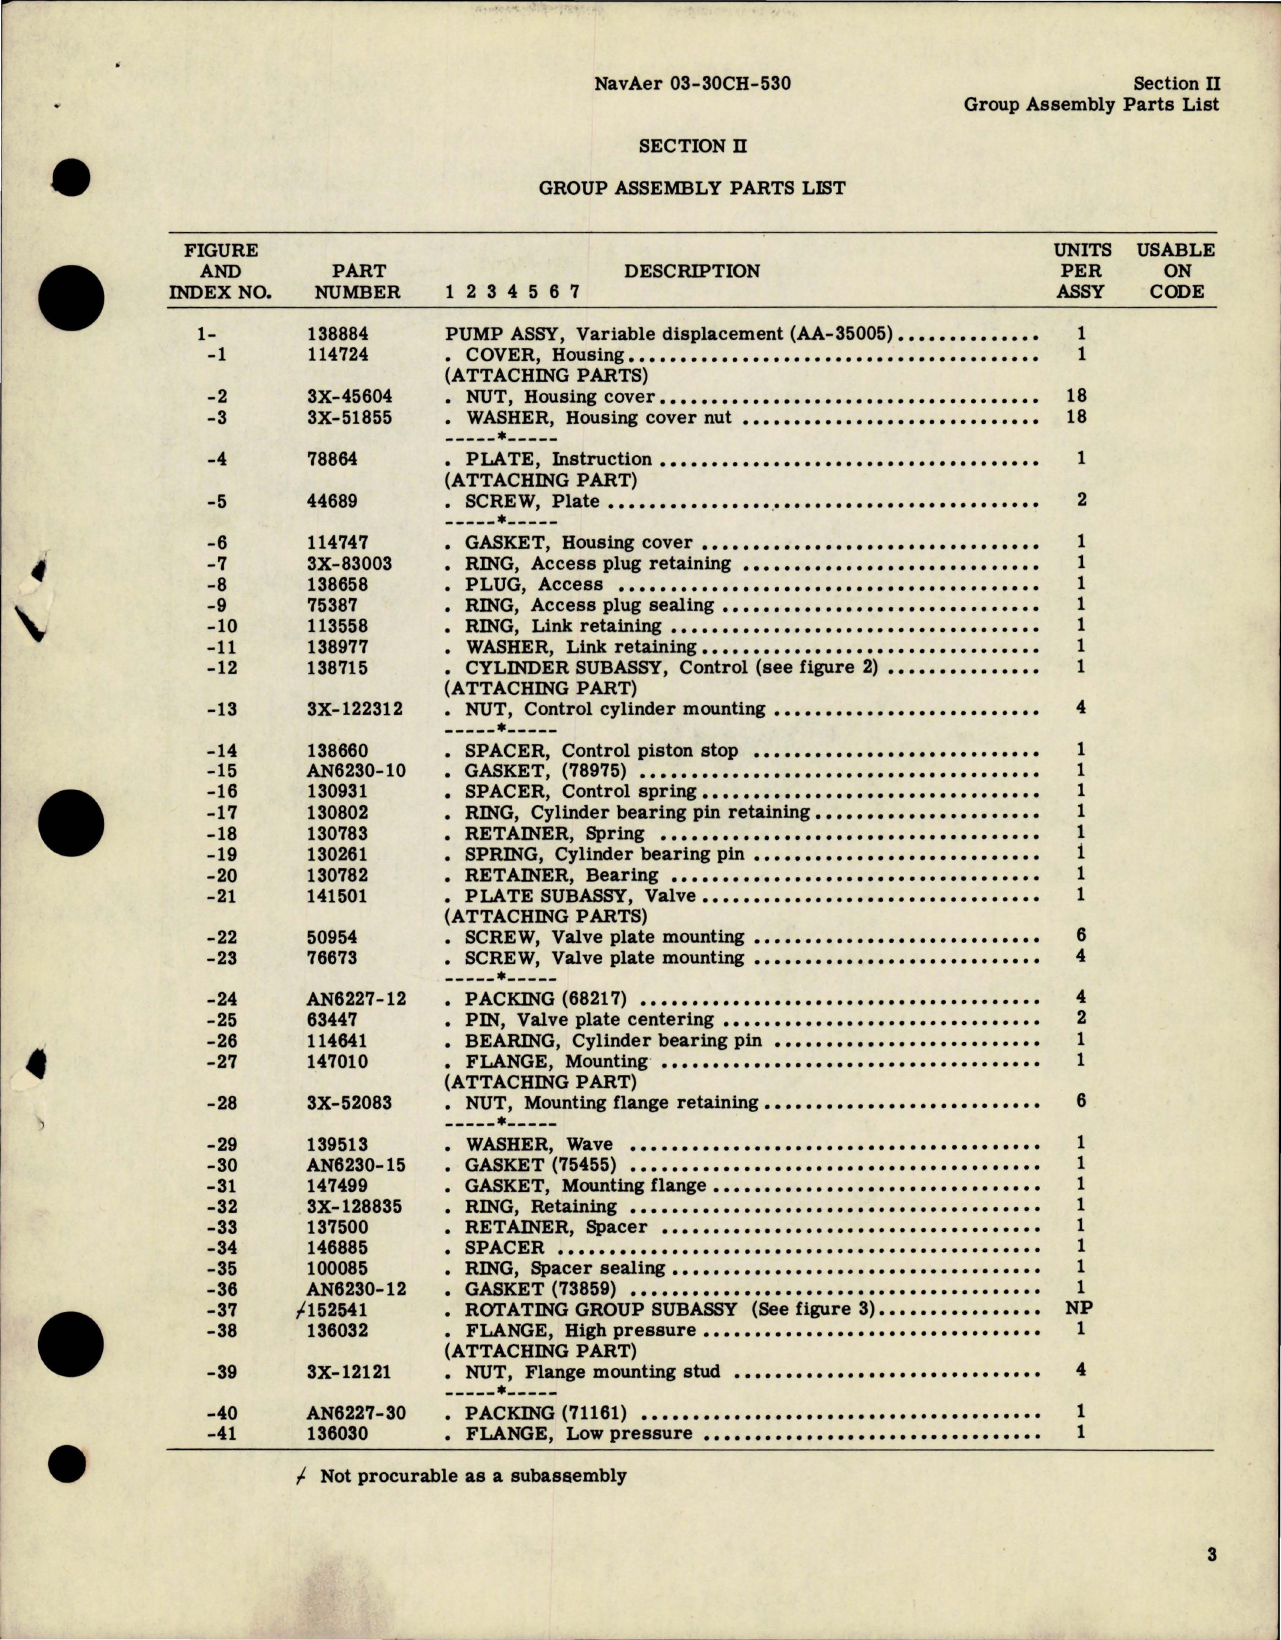 NavAer 03-30CH-530
Section II
Group Assembly Parts List
SECTION II
GROUP ASSEMBLY PARTS LIST
FIGURE AND INDEX NO. PART NUMBER DESCRIPTION 1 2 3 4 5 6 7 UNITS PER ASSY USABLE ON CODE
1- 138884 PUMP ASSY, Variable displacement (AA-35005).............. 1
-1 114724 . COVER, Housing........................................ 1
(ATTACHING PARTS)
-2 3X-45604 . NUT, Housing cover..................................... 18
-3 3X-51855 . WASHER, Housing cover nut ............................. 18
-----*-----
-4 78864 . PLATE, Instruction ..................................... 1
(ATTACHING PART)
-5 44689 . SCREW, Plate .......................................... 2
-----*-----
-6 114747 . GASKET, Housing cover ................................. 1
-7 3X-83003 . RING, Access plug retaining ............................. 1
-8 138658 . PLUG, Access ......................................... 1
-9 75387 . RING, Access plug sealing ............................... 1
-10 113558 . RING, Link retaining .................................... 1
-11 138977 . WASHER, Link retaining................................. 1
-12 138715 . CYLINDER SUBASSY, Control (see figure 2) ............... 1
(ATTACHING PART)
-13 3X-122312 . NUT, Control cylinder mounting .......................... 4
-----*-----
-14 138660 . SPACER, Control piston stop ............................ 1
-15 AN6230-10 . GASKET, (78975) ....................................... 1
-16 130931 . SPACER, Control spring................................. 1
-17 130802 . RING, Cylinder bearing pin retaining...................... 1
-18 130783 . RETAINER, Spring ..................................... 1
-19 130261 . SPRING, Cylinder bearing pin ............................ 1
-20 130782 . RETAINER, Bearing .................................... 1
-21 141501 . PLATE SUBASSY, Valve................................. 1
(ATTACHING PARTS)
-22 50954 . SCREW, Valve plate mounting ............................ 6
-23 76673 . SCREW, Valve plate mounting ............................ 4
-----*-----
-24 AN6227-12 . PACKING (68217) ....................................... 4
-25 63447 . PIN, Valve plate centering ............................... 2
-26 114641 . BEARING, Cylinder bearing pin .......................... 1
-27 147010 . FLANGE, Mounting ..................................... 1
(ATTACHING PART)
-28 3X-52083 . NUT, Mounting flange retaining........................... 6
-----*-----
-29 139513 . WASHER, Wave ........................................ 1
-30 AN6230-15 . GASKET (75455) ........................................ 1
-31 147499 . GASKET, Mounting flange ................................ 1
-32 3X-128835 . RING, Retaining ........................................ 1
-33 137500 . RETAINER, Spacer ..................................... 1
-34 146885 . SPACER ............................................... 1
-35 100085 . RING, Spacer sealing .................................... 1
-36 AN6230-12 . GASKET (73859) ........................................ 1
-37 ⁄152541 . ROTATING GROUP SUBASSY (See figure 3)................ NP
-38 136032 . FLANGE, High pressure ................................. 1
(ATTACHING PART)
-39 3X-12121 . NUT, Flange mounting stud .............................. 4
-----*-----
-40 AN6227-30 . PACKING (71161) ....................................... 1
-41 136030 . FLANGE, Low pressure ................................. 1
⁄ Not procurable as a subassembly
3